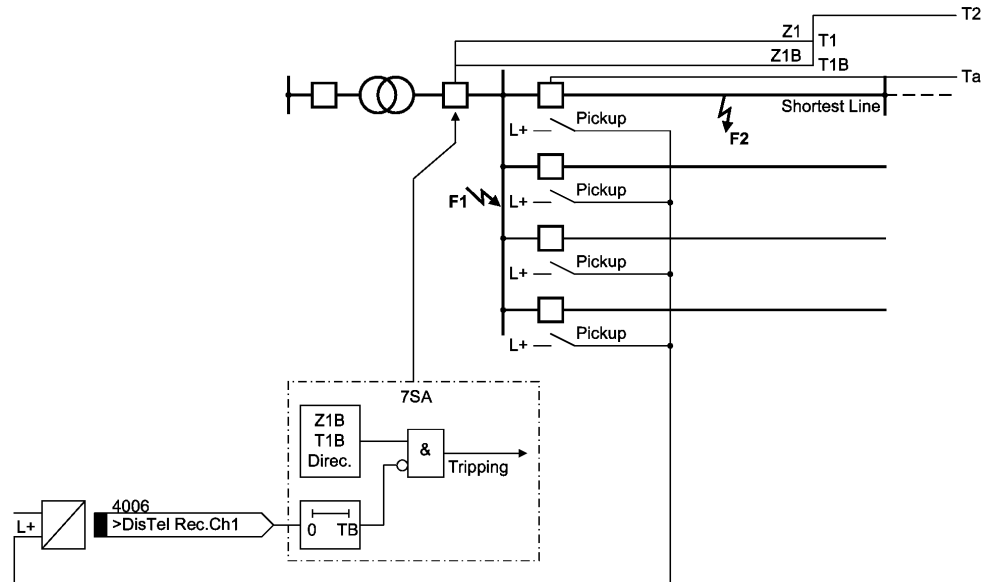 T2
Z1
T1
Z1B
T1B
Ta
Shortest Line
Pickup
L+
F2
Pickup
F1
L+
Pickup
L+
Pickup
L+
7SA
Z1B
T1B
Direc.
&
Tripping
4006
L+
>DisTel Rec.Ch1
0 TB